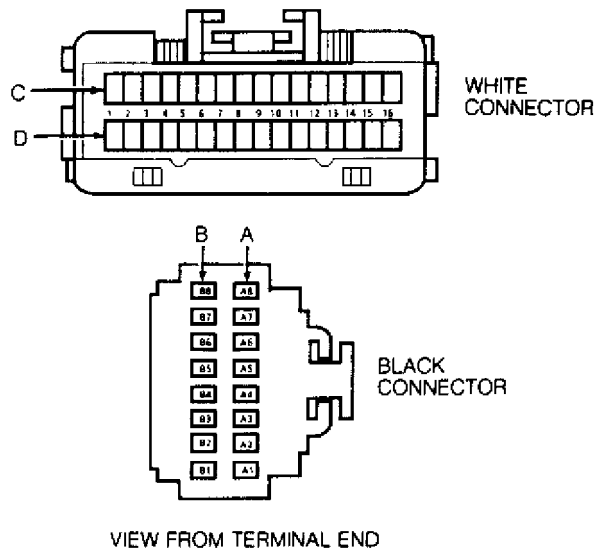 C
WHITE
CONNECTOR
1 2 3 4 5 6 7 8 9 10 11 12 13 14 15 16
D
B A
B8 A8
B7 A7
B6 A6
B5 A5
BLACK
CONNECTOR
B4 A4
B3 A3
B2 A2
B1 A1
VIEW FROM TERMINAL END